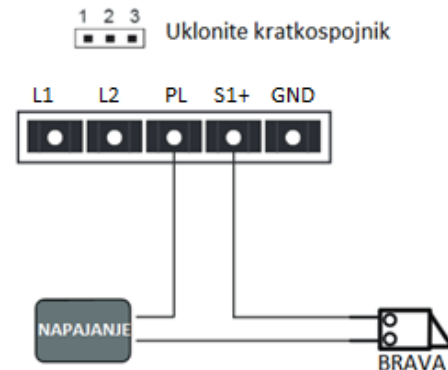 1 2 3
Uklonite kratkospojnik
L1 L2 PL S1+ GND
NAPAJANJE
BRAVA